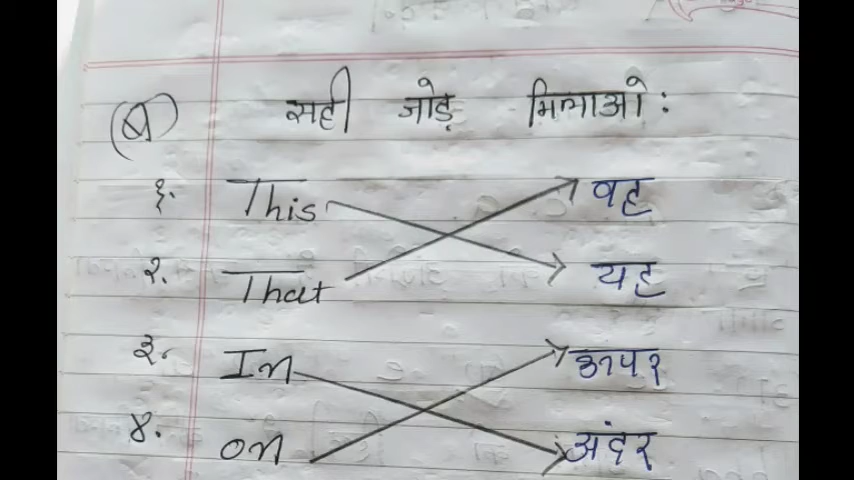 (ब) सही जोड़े मिलाओ :
१. This वह
२. That यह
३. In ऊपर
४. on अंदर